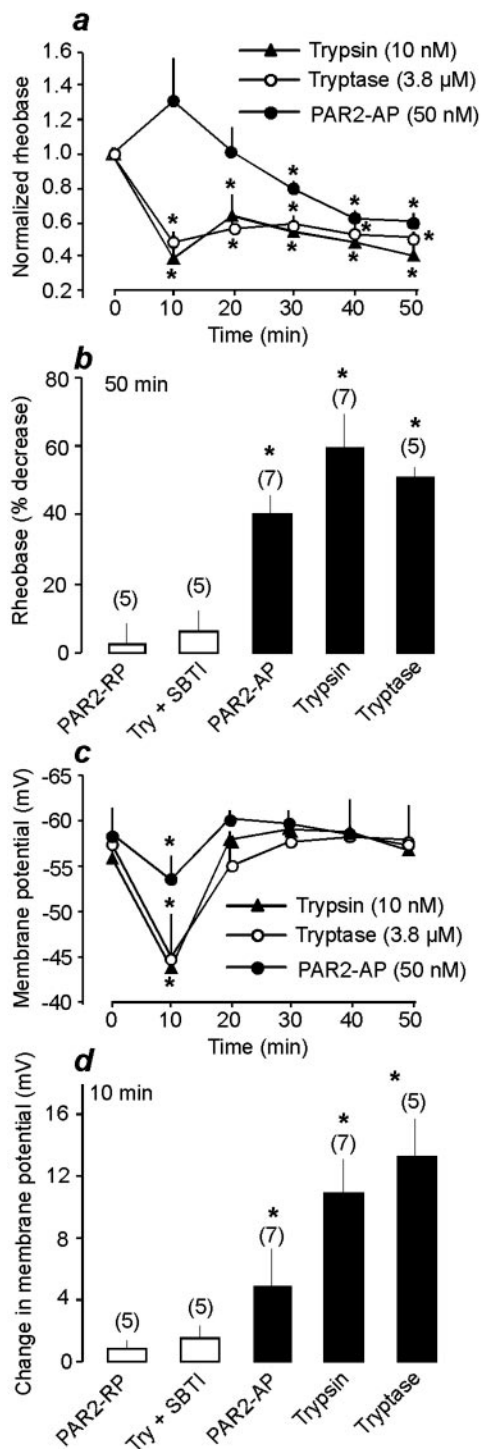 a
1.6
1.4
1.2
1.0
0.8
0.6
0.4
0.2
Normalized rheobase
Trypsin (10 nM)
Tryptase (3.8 µM)
PAR2-AP (50 nM)
* * * * *
* * * * *
* * *
0 10 20 30 40 50
Time (min)
b
50 min
80
60
40
20
0
Rheobase (% decrease)
(5)
(5)
*
(7)
*
(7)
*
(5)
PAR2-RP
Try + SBTI
PAR2-AP
Trypsin
Tryptase
c
-65
-60
-55
-50
-45
-40
Membrane potential (mV)
*
*
*
Trypsin (10 nM)
Tryptase (3.8 µM)
PAR2-AP (50 nM)
0 10 20 30 40 50
Time (min)
d
10 min
16
12
8
4
0
Change in membrane potential (mV)
(5)
(5)
*
(7)
*
(7)
*
(5)
PAR2-RP
Try + SBTI
PAR2-AP
Trypsin
Tryptase